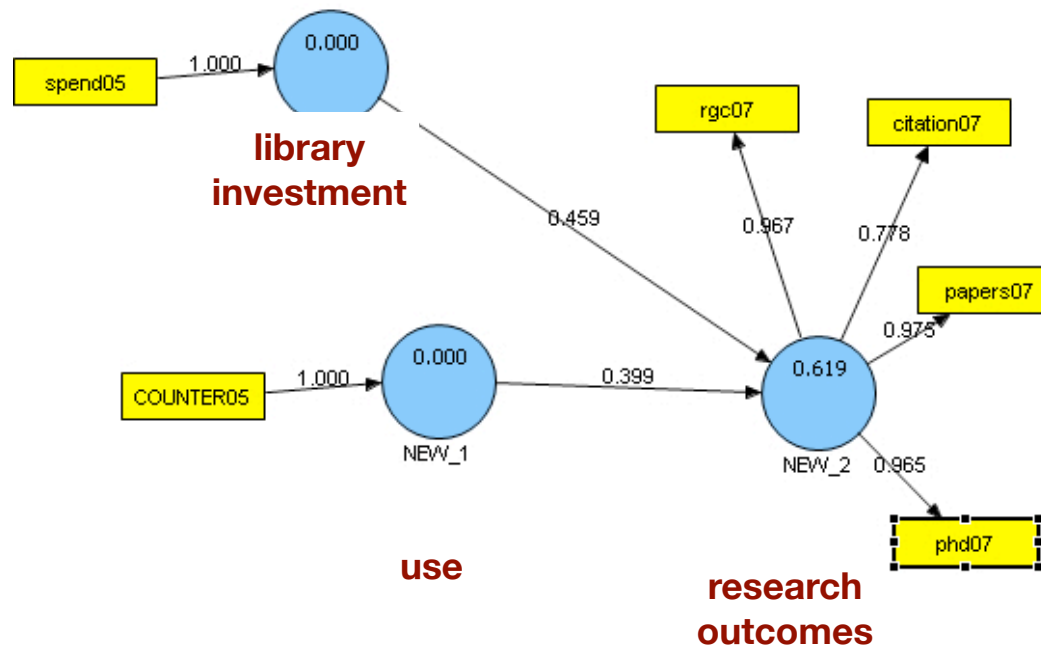 0.000
1.000
spend05
library
investment
rgc07
citation07
0.459
0.967
0.778
papers07
0.975
0.000
1.000
COUNTER05
0.399
0.619
NEW_1
NEW_2
0.965
phd07
use
research
outcomes